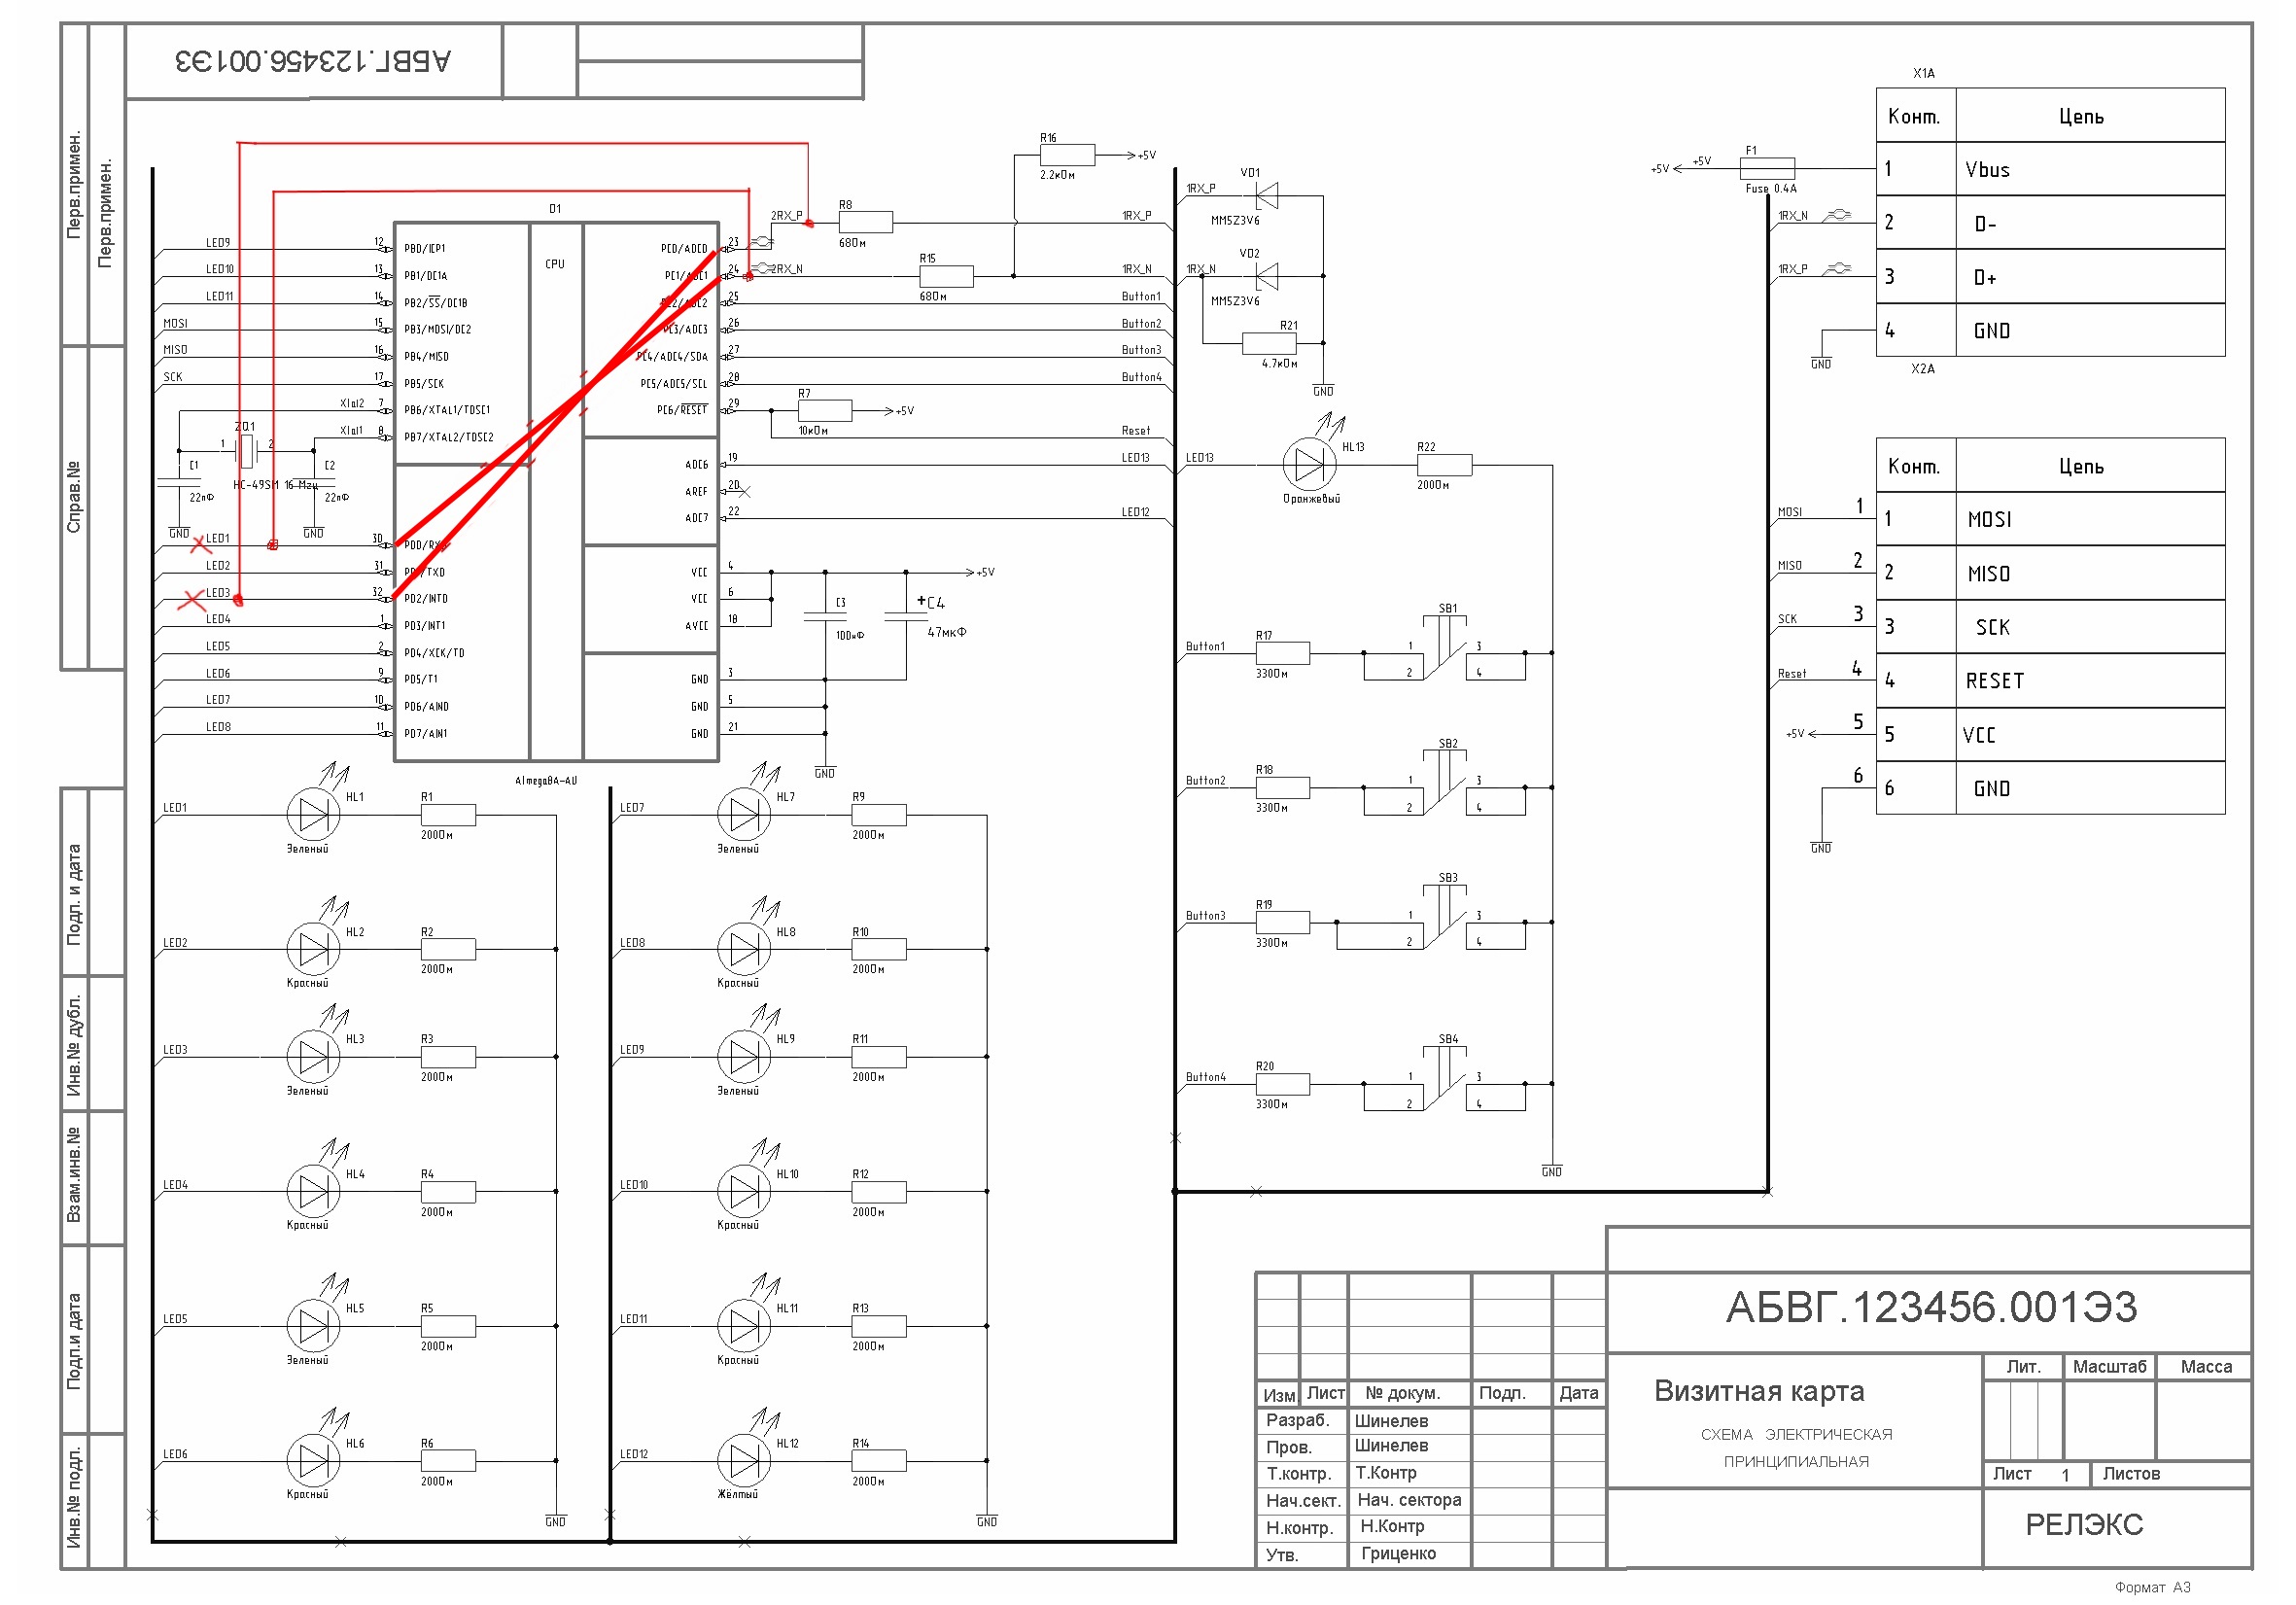 АБВГ.123456.001Э3
Перв.примен.
Перв.примен.
Справ.№
Подп. и дата
Инв.№ дубл.
Взам.инв.№
Подп.и дата
Инв.№ подл.
D1
CPU
LED9 12 PB0/ICP1
LED10 13 PB1/OC1A
LED11 14 PB2/SS/OC1B
MOSI 15 PB3/MOSI/OC2
MISO 16 PB4/MISO
SCK 17 PB5/SCK
Xtal2 7 PB6/XTAL1/TOSC1
Xtal1 8 PB7/XTAL2/TOSC2
ZQ1
1 2
C1
22пФ
HC-49SM 16 Мгц
C2
22пФ
GND
GND
LED1 30 PD0/RX
LED2 31 PD1/TXD
LED3 32 PD2/INT0
LED4 1 PD3/INT1
LED5 2 PD4/XCK/T0
LED6 9 PD5/T1
LED7 10 PD6/AIN0
LED8 11 PD7/AIN1
PC0/ADC0 23 2RX_P
R8
68Ом
1RX_P
PC1/ADC1 24 2RX_N
R15
68Ом
1RX_N
R16
2.2кОм
+5V
PC2/ADC2 25 Button1
PC3/ADC3 26 Button2
PC4/ADC4/SDA 27 Button3
PC5/ADC5/SCL 28 Button4
PC6/RESET 29
R7
10кОм
+5V
Reset
ADC6 19 LED13
AREF 20
ADC7 22 LED12
VCC 4 +5V
VCC 6
AVCC 18
C3
100нФ
+C4
47мкФ
GND 3
GND 5
GND 21
GND
Atmega8A-AU
LED1 HL1 R1
Зеленый 200Ом
LED2 HL2 R2
Красный 200Ом
LED3 HL3 R3
Зеленый 200Ом
LED4 HL4 R4
Красный 200Ом
LED5 HL5 R5
Зеленый 200Ом
LED6 HL6 R6
Красный 200Ом
GND
LED7 HL7 R9
Зеленый 200Ом
LED8 HL8 R10
Красный 200Ом
LED9 HL9 R11
Зеленый 200Ом
LED10 HL10 R12
Красный 200Ом
LED11 HL11 R13
Красный 200Ом
LED12 HL12 R14
Жёлтый 200Ом
GND
1RX_P VD1
MM5Z3V6
1RX_N VD2
MM5Z3V6
R21
4.7кОм
GND
LED13 HL13 R22
Оранжевый 200Ом
Button1 R17 SB1
330Ом 1 2 3 4
Button2 R18 SB2
330Ом 1 2 3 4
Button3 R19 SB3
330Ом 1 2 3 4
Button4 R20 SB4
330Ом 1 2 3 4
GND
X1A
Конт. Цепь
+5V +5V F1 1 Vbus
Fuse 0.4A
1RX_N 2 D-
1RX_P 3 D+
4 GND
GND
X2A
Конт. Цепь
MOSI 1 1 MOSI
MISO 2 2 MISO
SCK 3 3 SCK
Reset 4 4 RESET
+5V 5 5 VCC
6 6 GND
GND
АБВГ.123456.001Э3
Визитная карта
СХЕМА ЭЛЕКТРИЧЕСКАЯ
ПРИНЦИПИАЛЬНАЯ
Лит. Масштаб Масса
Лист 1 Листов
РЕЛЭКС
Изм Лист № докум. Подп. Дата
Разраб. Шинелев
Пров. Шинелев
Т.контр. Т.Контр
Нач.сект. Нач. сектора
Н.контр. Н.Контр
Утв. Гриценко
Формат А3